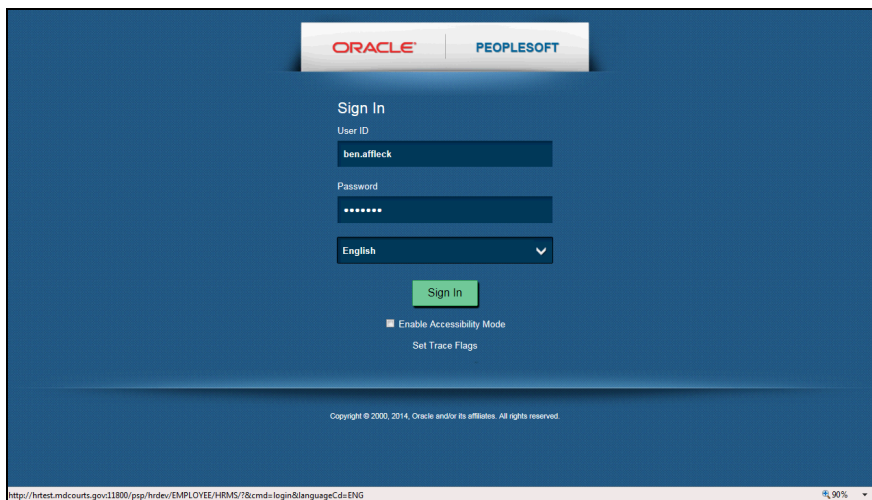 ORACLE® PEOPLESOFT
Sign In
User ID
ben.affleck
Password
•••••••
English
Sign In
Enable Accessibility Mode
Set Trace Flags
Copyright © 2000, 2014, Oracle and/or its affiliates. All rights reserved.
http://hrtest.mdcourts.gov:11800/psp/hrdev/EMPLOYEE/HRMS/?&cmd=login&languageCd=ENG 90%